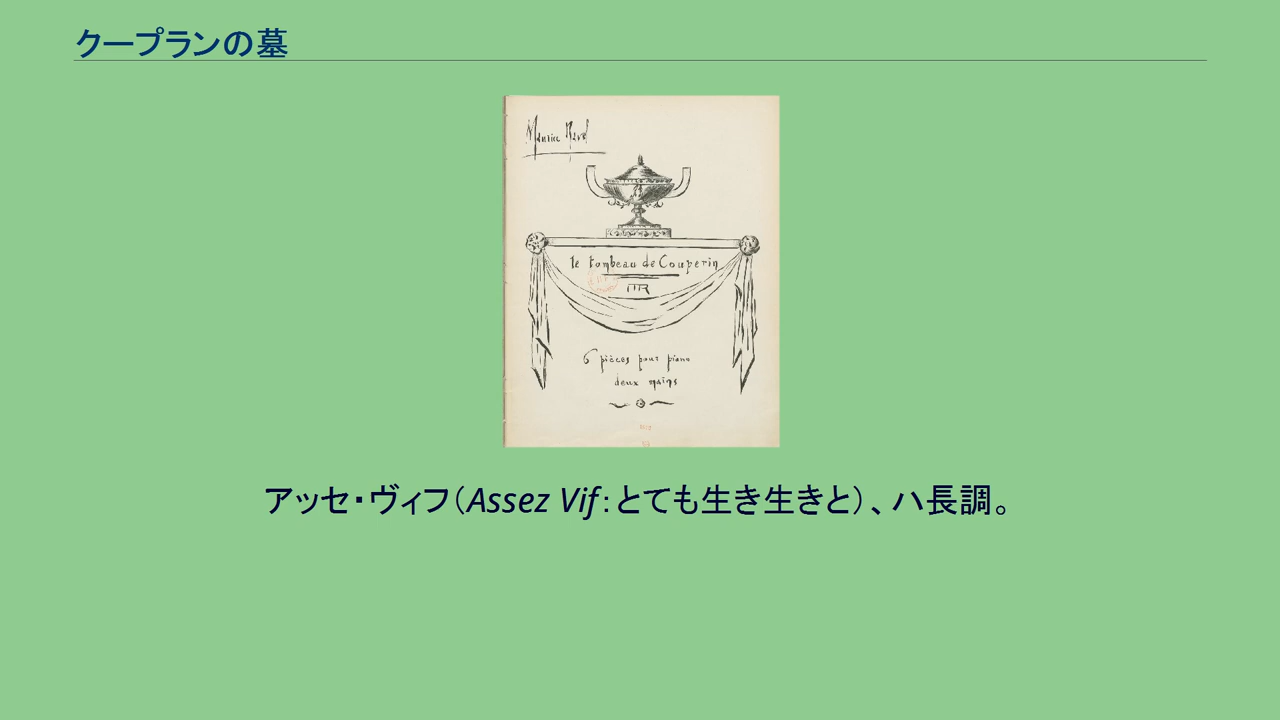 クープランの墓
Maurice Ravel
le tombeau de Couperin
MR
6 pièces pour piano
deux mains
アッセ・ヴィフ（Assez Vif：とても生き生きと）、ハ長調。